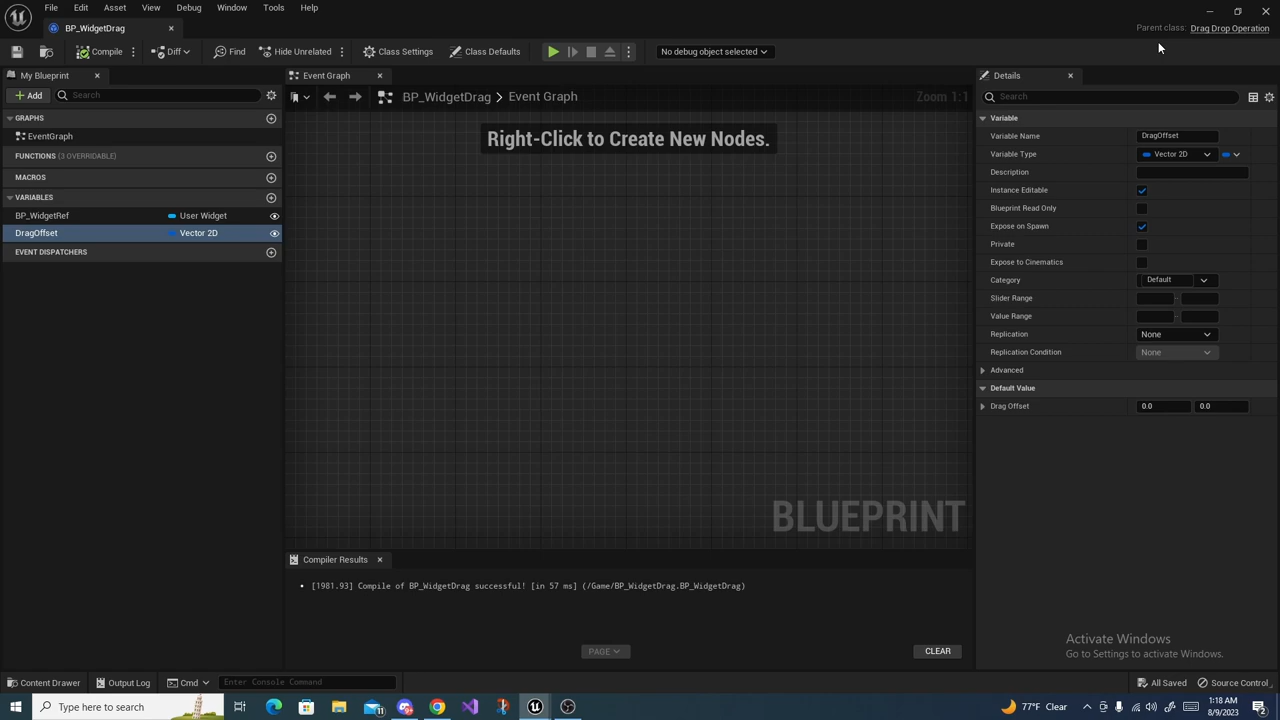 File Edit Asset View Debug Window Tools Help
BP_WidgetDrag
Parent class: Drag Drop Operation
Compile Diff Find Hide Unrelated Class Settings Class Defaults No debug object selected
My Blueprint
Event Graph
Details
+ Add Search
BP_WidgetDrag > Event Graph
Zoom 1:1
Search
GRAPHS
EventGraph
FUNCTIONS (3 OVERRIDABLE)
MACROS
VARIABLES
BP_WidgetRef User Widget
DragOffset Vector 2D
EVENT DISPATCHERS
Right-Click to Create New Nodes.
BLUEPRINT
Variable
Variable Name DragOffset
Variable Type Vector 2D
Description
Instance Editable
Blueprint Read Only
Expose on Spawn
Private
Expose to Cinematics
Category Default
Slider Range
Value Range
Replication None
Replication Condition None
Advanced
Default Value
Drag Offset 0.0 0.0
Compiler Results
[1981.93] Compile of BP_WidgetDrag successful! [in 57 ms] (/Game/BP_WidgetDrag.BP_WidgetDrag)
PAGE
CLEAR
Activate Windows
Go to Settings to activate Windows.
Content Drawer Output Log Cmd Enter Console Command All Saved Source Control
Type here to search
77°F Clear
1:18 AM
8/9/2023